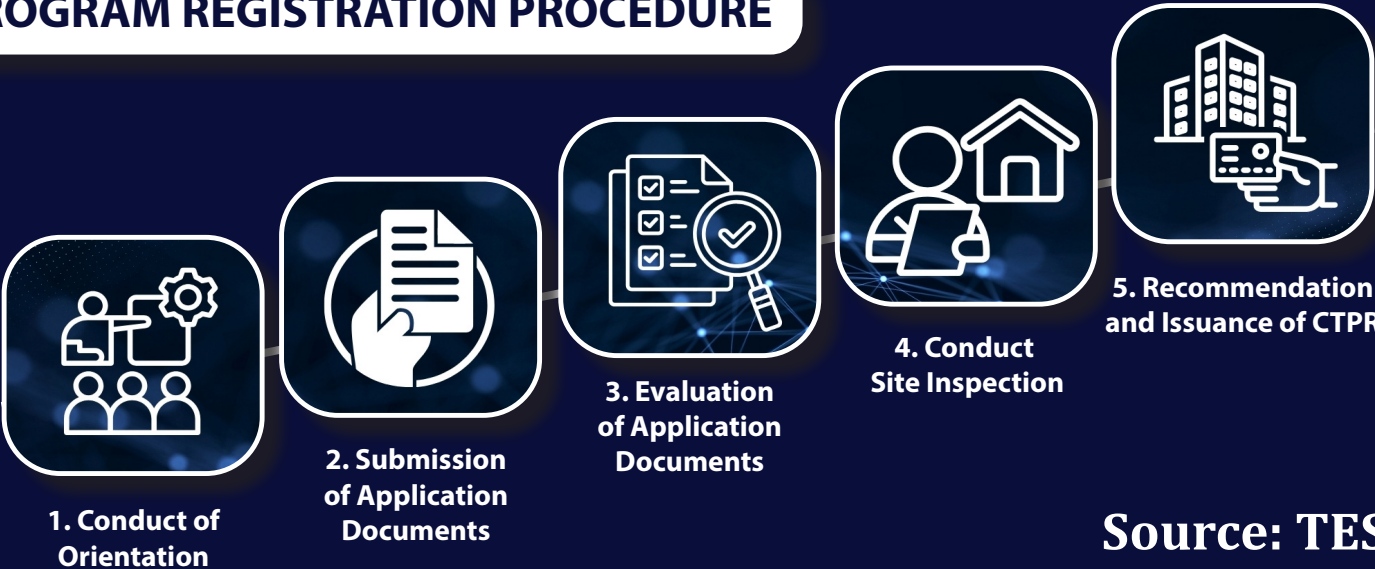 ROGRAM REGISTRATION PROCEDURE
1. Conduct of
Orientation
2. Submission
of Application
Documents
3. Evaluation
of Application
Documents
4. Conduct
Site Inspection
5. Recommendation
and Issuance of CTPR
Source: TES